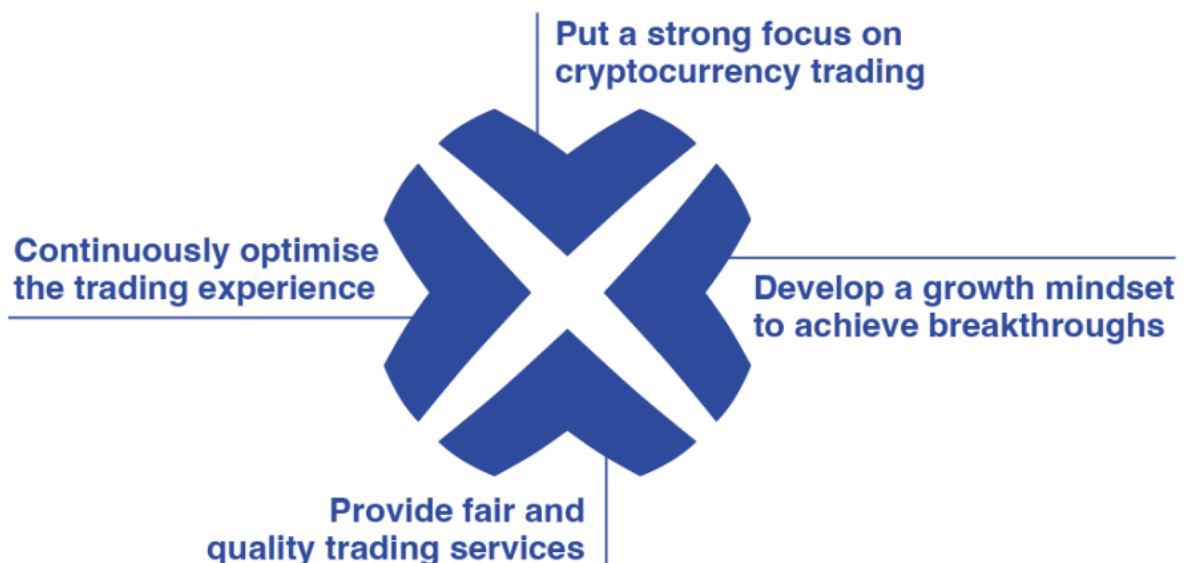 Put a strong focus on
cryptocurrency trading
Continuously optimise
the trading experience
Develop a growth mindset
to achieve breakthroughs
Provide fair and
quality trading services